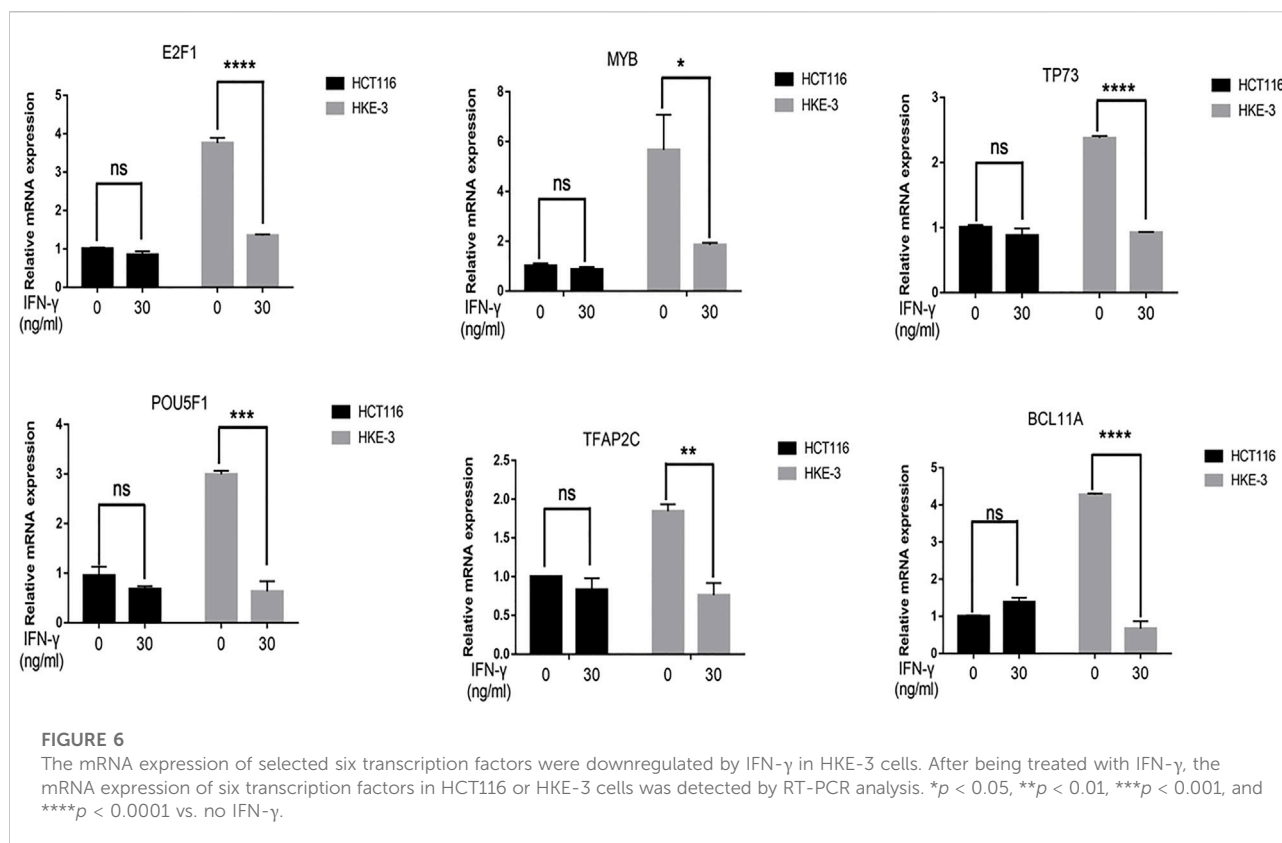 E2F1
****
HCT116
HKE-3
ns
Relative mRNA expression
5
4
3
2
1
0
IFN-γ
(ng/ml)
0 30 0 30
MYB
*
HCT116
HKE-3
ns
Relative mRNA expression
8
6
4
2
0
IFN-γ
(ng/ml)
0 30 0 30
TP73
****
HCT116
HKE-3
ns
Relative mRNA expression
3
2
1
0
IFN-γ
(ng/ml)
0 30 0 30
POU5F1
***
HCT116
HKE-3
ns
Relative mRNA expression
4
3
2
1
0
IFN-γ
(ng/ml)
0 30 0 30
TFAP2C
**
HCT116
HKE-3
ns
Relative mRNA expression
2.5
2.0
1.5
1.0
0.5
0.0
IFN-γ
(ng/ml)
0 30 0 30
BCL11A
****
HCT116
HKE-3
ns
Relative mRNA expression
5
4
3
2
1
0
IFN-γ
(ng/ml)
0 30 0 30
FIGURE 6
The mRNA expression of selected six transcription factors were downregulated by IFN-γ in HKE-3 cells. After being treated with IFN-γ, the
mRNA expression of six transcription factors in HCT116 or HKE-3 cells was detected by RT-PCR analysis. *p < 0.05, **p < 0.01, ***p < 0.001, and
****p < 0.0001 vs. no IFN-γ.